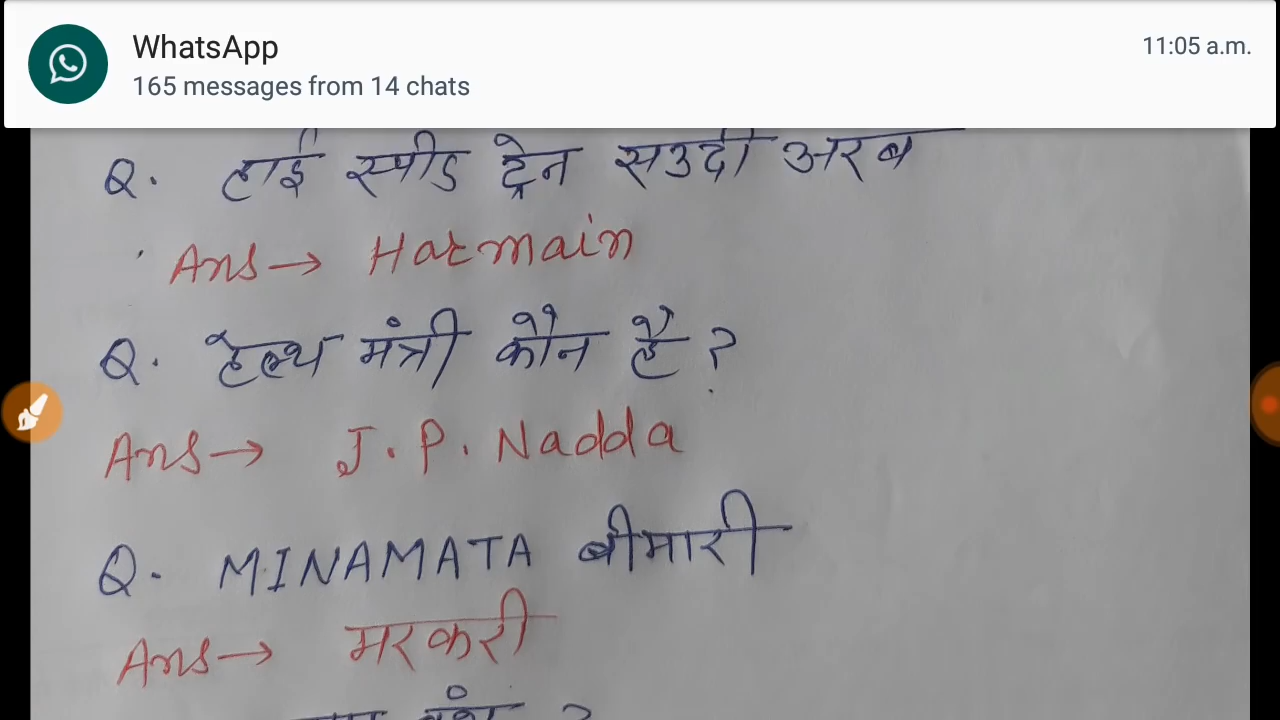 WhatsApp
11:05 a.m.
165 messages from 14 chats
Q. हाई स्पीड ट्रेन सउदी अरब
Ans → Harmain
Q. हेल्थ मंत्री कौन है ?
Ans → J.P. Nadda
Q. MINAMATA बीमारी
Ans → मरकरी